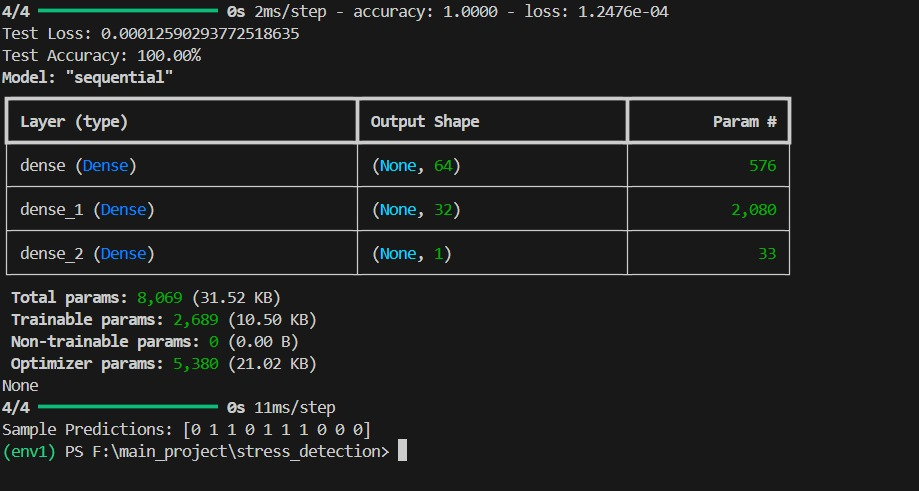 4/4 ━━━━━━━━━━━━━━━━━━━━ 0s 2ms/step - accuracy: 1.0000 - loss: 1.2476e-04
Test Loss: 0.00012590293772518635
Test Accuracy: 100.00%
Model: "sequential"
Layer (type) Output Shape Param #
dense (Dense) (None, 64) 576
dense_1 (Dense) (None, 32) 2,080
dense_2 (Dense) (None, 1) 33
Total params: 8,069 (31.52 KB)
Trainable params: 2,689 (10.50 KB)
Non-trainable params: 0 (0.00 B)
Optimizer params: 5,380 (21.02 KB)
None
4/4 ━━━━━━━━━━━━━━━━━━━━ 0s 11ms/step
Sample Predictions: [0 1 1 0 1 1 1 0 0 0]
(env1) PS F:\main_project\stress_detection>